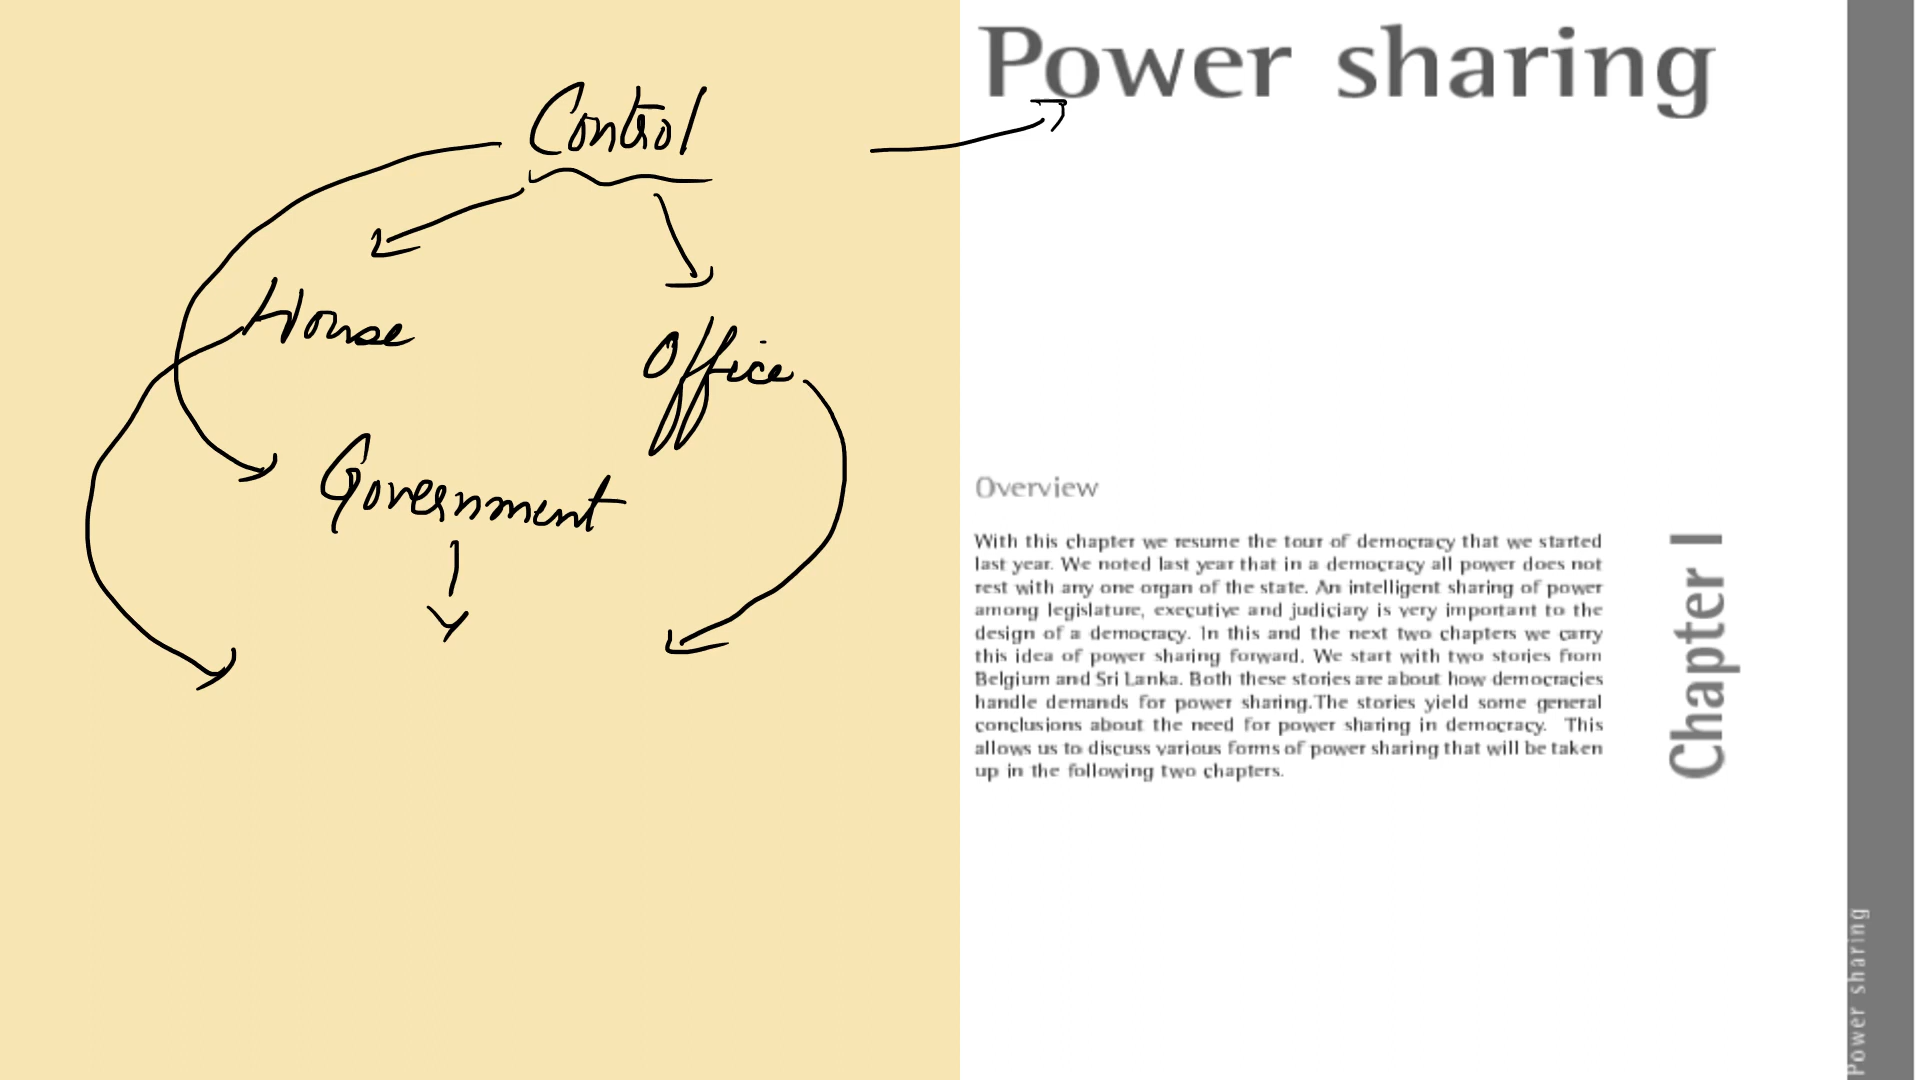 Control
House
Office
Government
Power sharing
Overview
With this chapter we resume the tour of democracy that we started
last year. We noted last year that in a democracy all power does not
rest with any one organ of the state. An intelligent sharing of power
among legislature, executive and judiciary is very important to the
design of a democracy. In this and the next two chapters we carry
this idea of power sharing forward. We start with two stories from
Belgium and Sri Lanka. Both these stories are about how democracies
handle demands for power sharing.The stories yield some general
conclusions about the need for power sharing in democracy. This
allows us to discuss various forms of power sharing that will be taken
up in the following two chapters.
Chapter I
Power sharing